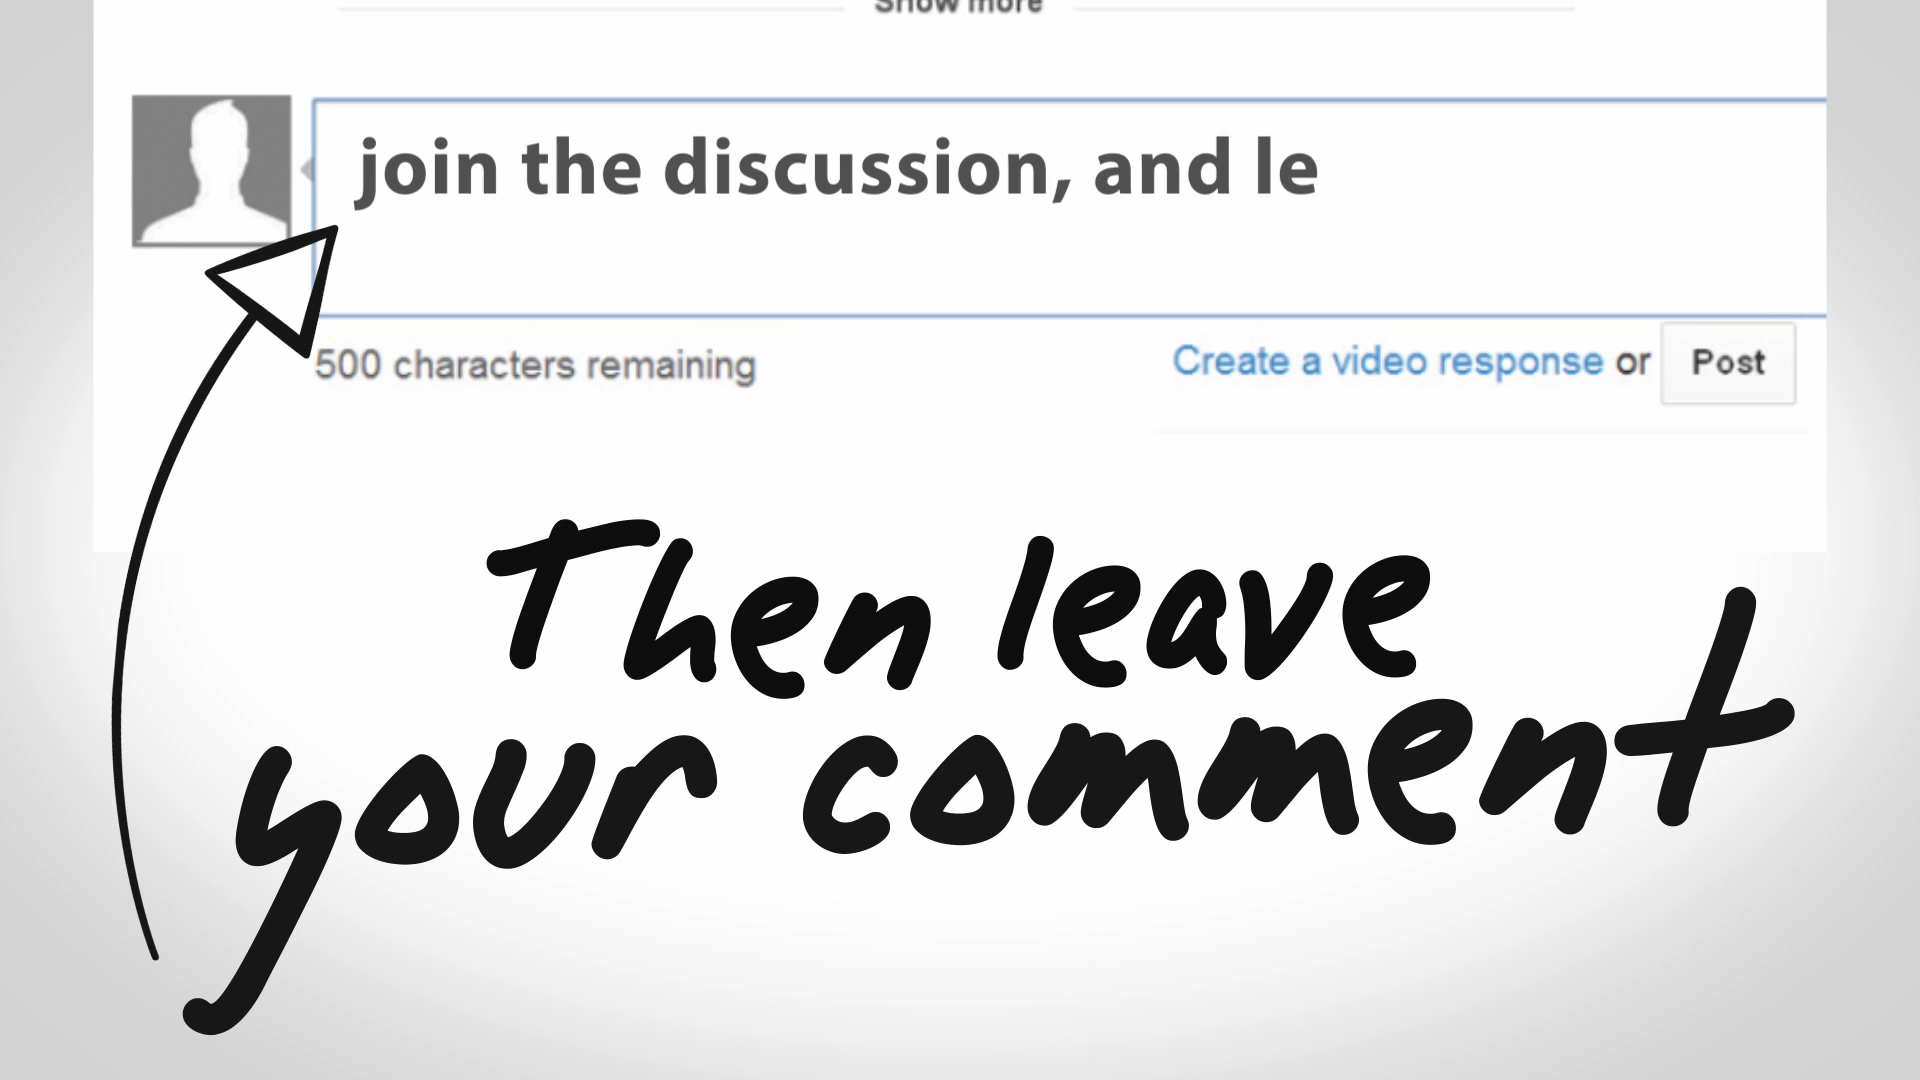 Show more
join the discussion, and le
500 characters remaining
Create a video response or Post
Then leave
your comment